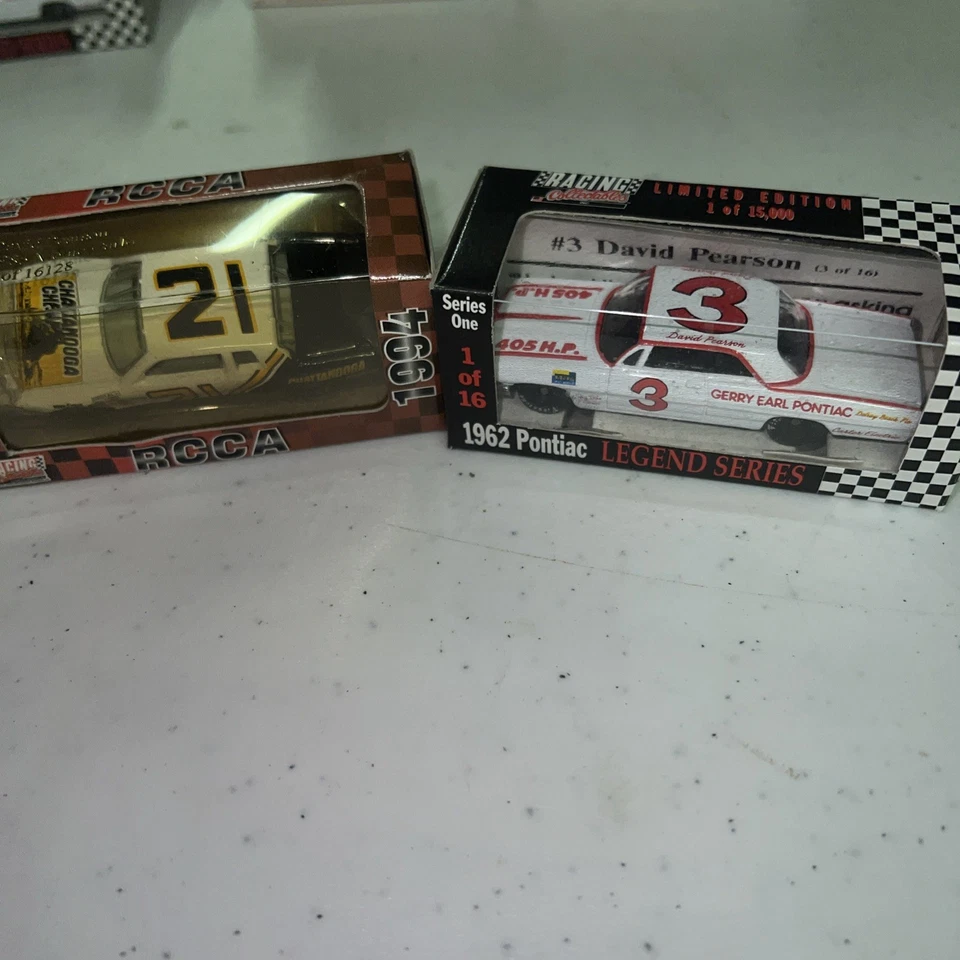 RCCA
OF 16128
CHATTANOOGA
CHEW
21
CHATTANOOGA
1994
RCCA
RACING
Collectables
LIMITED EDITION
1 of 15,000
#3 David Pearson (3 of 16)
Series
One
1
of
16
405 H.P.
405 H.P.
3
David Pearson
3
GERRY EARL PONTIAC
1962 Pontiac LEGEND SERIES